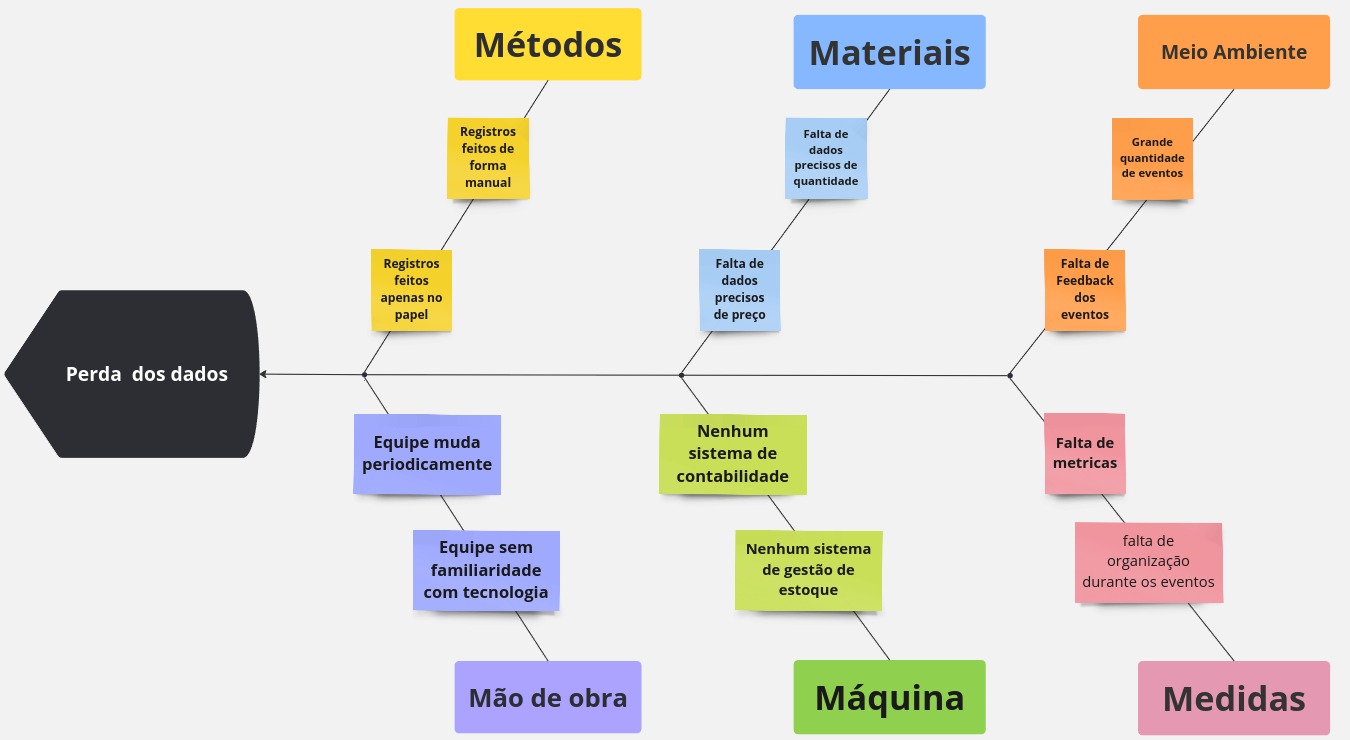 Métodos
Materiais
Meio Ambiente
Registros
feitos de
forma
manual
Falta de
dados
precisos de
quantidade
Grande
quantidade
de eventos
Registros
feitos
apenas no
papel
Falta de
dados
precisos
de preço
Falta de
Feedback
dos
eventos
Perda  dos dados
Equipe muda
periodicamente
Nenhum
sistema de
contabilidade
Falta de
metricas
Equipe sem
familiaridade
com tecnologia
Nenhum sistema
de gestão de
estoque
falta de
organização
durante os eventos
Mão de obra
Máquina
Medidas